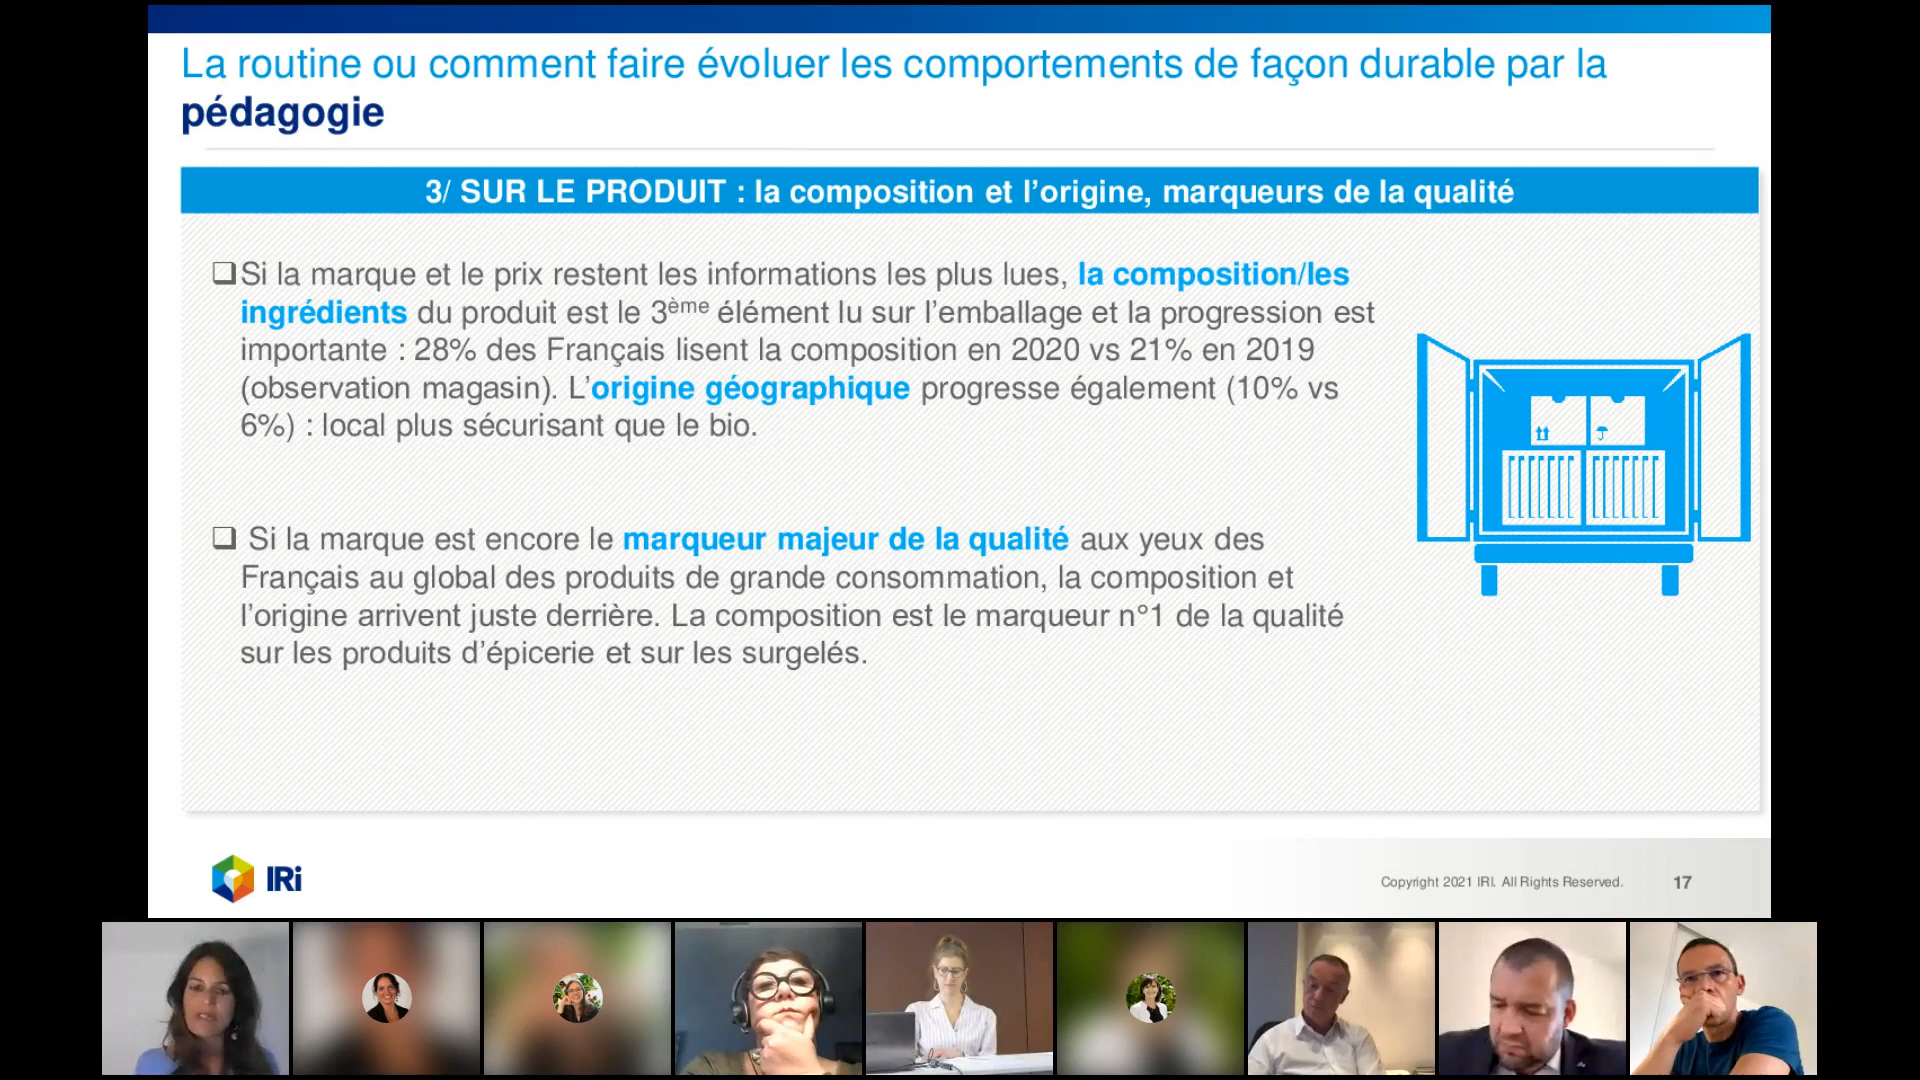 La routine ou comment faire évoluer les comportements de façon durable par la
pédagogie
3/ SUR LE PRODUIT : la composition et l’origine, marqueurs de la qualité
❑Si la marque et le prix restent les informations les plus lues, la composition/les
ingrédients du produit est le 3ème élément lu sur l’emballage et la progression est
importante : 28% des Français lisent la composition en 2020 vs 21% en 2019
(observation magasin). L’origine géographique progresse également (10% vs
6%) : local plus sécurisant que le bio.
❑ Si la marque est encore le marqueur majeur de la qualité aux yeux des
Français au global des produits de grande consommation, la composition et
l’origine arrivent juste derrière. La composition est le marqueur n°1 de la qualité
sur les produits d’épicerie et sur les surgelés.
IRi
Copyright 2021 IRI. All Rights Reserved.
17